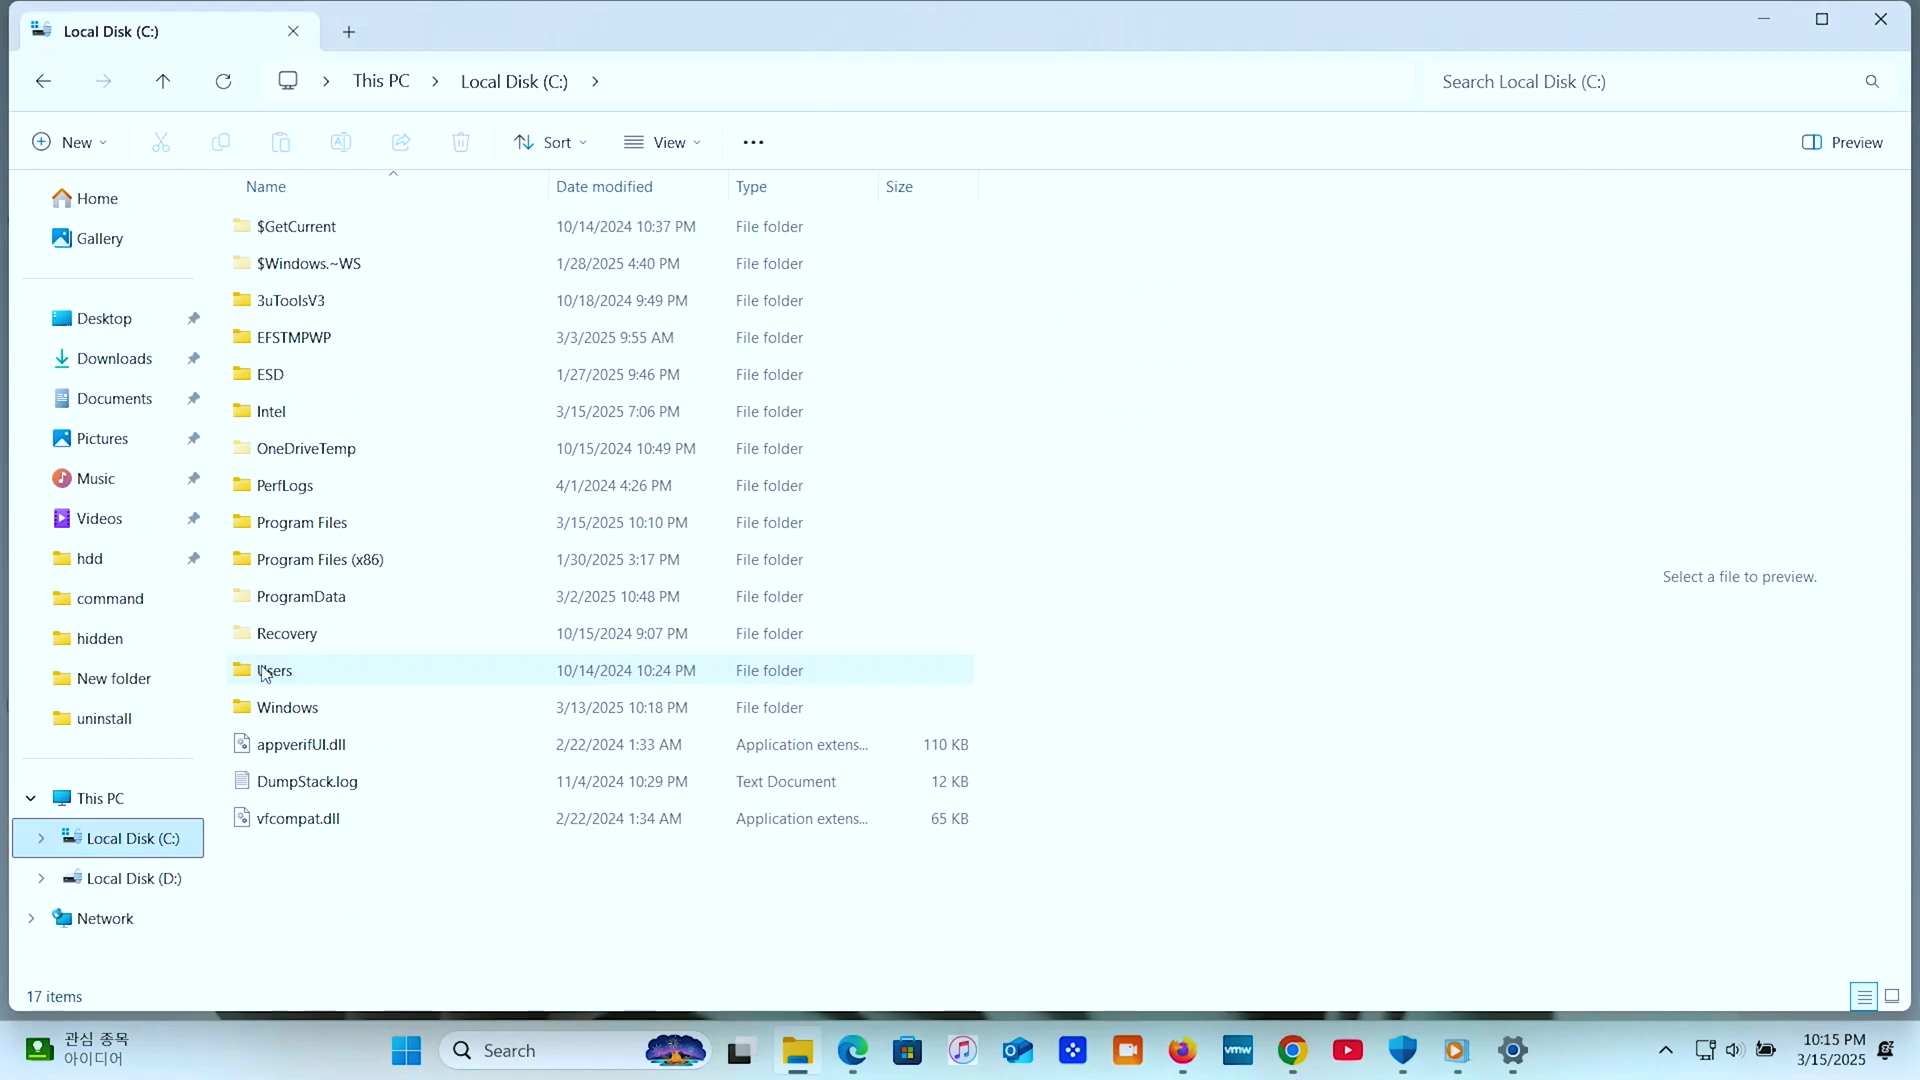 Local Disk (C:)
This PC
Local Disk (C:)
Search Local Disk (C:)
New
Sort
View
Preview
Name
Date modified
Type
Size
Home
Gallery
Desktop
Downloads
Documents
Pictures
Music
Videos
hdd
command
hidden
New folder
uninstall
This PC
Local Disk (C:)
Local Disk (D:)
Network
$GetCurrent 10/14/2024 10:37 PM File folder
$Windows.~WS 1/28/2025 4:40 PM File folder
3uToolsV3 10/18/2024 9:49 PM File folder
EFSTMPWP 3/3/2025 9:55 AM File folder
ESD 1/27/2025 9:46 PM File folder
Intel 3/15/2025 7:06 PM File folder
OneDriveTemp 10/15/2024 10:49 PM File folder
PerfLogs 4/1/2024 4:26 PM File folder
Program Files 3/15/2025 10:10 PM File folder
Program Files (x86) 1/30/2025 3:17 PM File folder
ProgramData 3/2/2025 10:48 PM File folder
Recovery 10/15/2024 9:07 PM File folder
Users 10/14/2024 10:24 PM File folder
Windows 3/13/2025 10:18 PM File folder
appverifUI.dll 2/22/2024 1:33 AM Application extens... 110 KB
DumpStack.log 11/4/2024 10:29 PM Text Document 12 KB
vfcompat.dll 2/22/2024 1:34 AM Application extens... 65 KB
Select a file to preview.
17 items
관심 종목
아이디어
Search
vmw
10:15 PM
3/15/2025